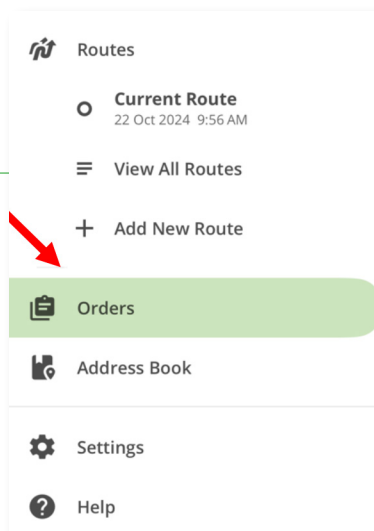 Routes
Current Route
22 Oct 2024 9:56 AM
View All Routes
Add New Route
Orders
Address Book
Settings
Help